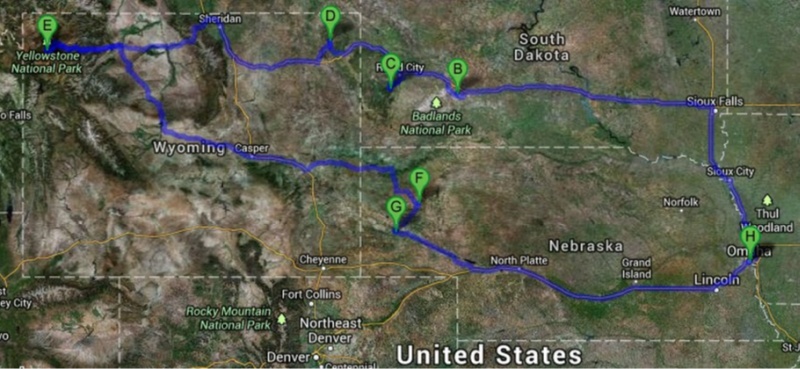 Watertown
Sheridan
E
D
South
Dakota
Yellowstone
National Park
C
City
B
o Falls
Badlands
National Park
Sioux Falls
Wyoming
Casper
Sioux City
F
G
Norfolk
Thul
Woodland
H
Omaha
Nebraska
Cheyenne
North Platte
Grand
Island
Lincoln
ey City
Fort Collins
Rocky Mountain
National Park
Northeast
Denver
Denver
Centennial
United States
St J